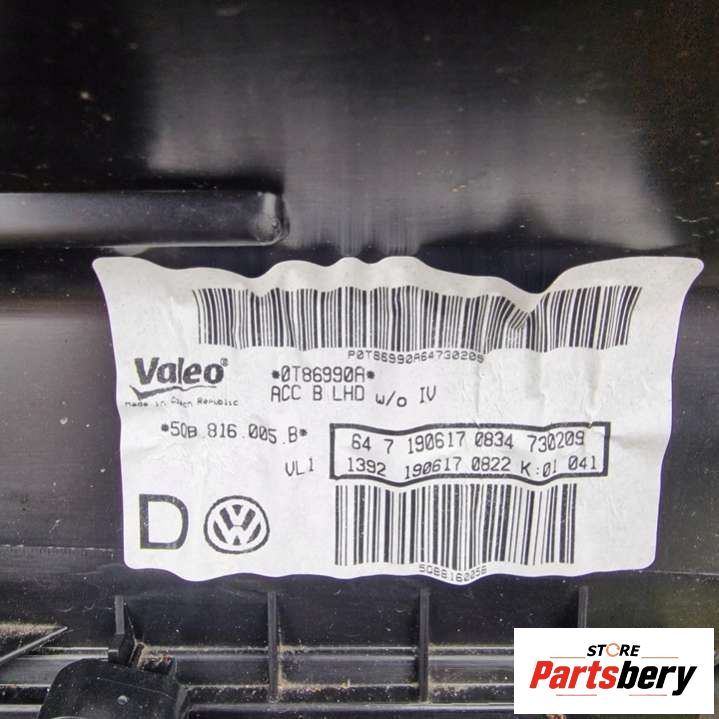 P0T86990A64730209
Valeo®
*0T86990A*
Made in Czech Republic
ACC B LHD w/o IV
*5QB.816.005.B*
64 7 190617 0834 730209
VL1
1392 190617 0822 K:01 041
D
VW
5QB816005B
STORE
Partsbery